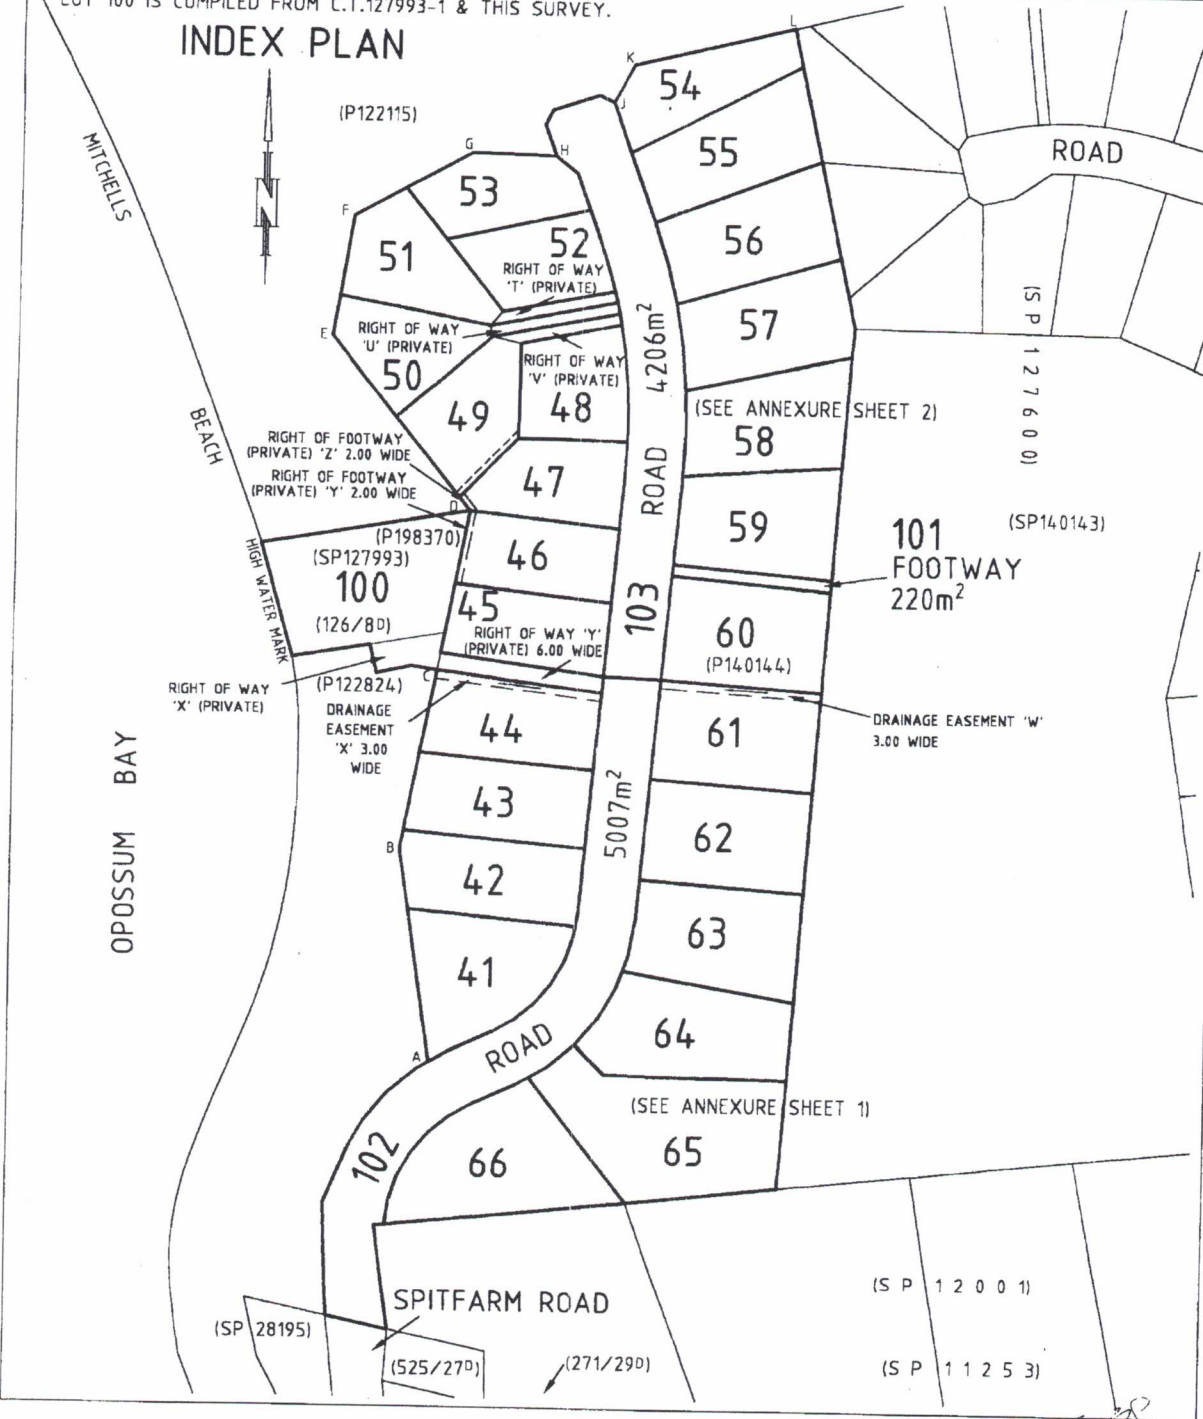 LOT 100 IS COMPILED FROM C.T.127993-1 & THIS SURVEY.
INDEX PLAN
(P122115)
N
MITCHELLS
BEACH
HIGH WATER MARK
OPOSSUM BAY
L
K
54
J
55
ROAD
G
H
53
F
52
56
51
RIGHT OF WAY
'T' (PRIVATE)
(SP127600)
E
RIGHT OF WAY
'U' (PRIVATE)
57
4206m²
RIGHT OF WAY
'V' (PRIVATE)
50
49
48
(SEE ANNEXURE SHEET 2)
58
RIGHT OF FOOTWAY
(PRIVATE) 'Z' 2.00 WIDE
RIGHT OF FOOTWAY
(PRIVATE) 'Y' 2.00 WIDE
47
ROAD
D
59
101
FOOTWAY
220m²
(SP140143)
(P198370)
(SP127993)
100
(126/8D)
46
103
45
RIGHT OF WAY 'Y'
(PRIVATE) 6.00 WIDE
60
(P140144)
RIGHT OF WAY
'X' (PRIVATE)
(P122824)
C
DRAINAGE
EASEMENT
'X' 3.00
WIDE
44
61
DRAINAGE EASEMENT 'W'
3.00 WIDE
43
5007m²
62
B
42
63
41
64
A
ROAD
(SEE ANNEXURE SHEET 1)
102
66
65
SPITFARM ROAD
(SP 28195)
(525/27D)
(271/29D)
(SP 12001)
(SP 11253)